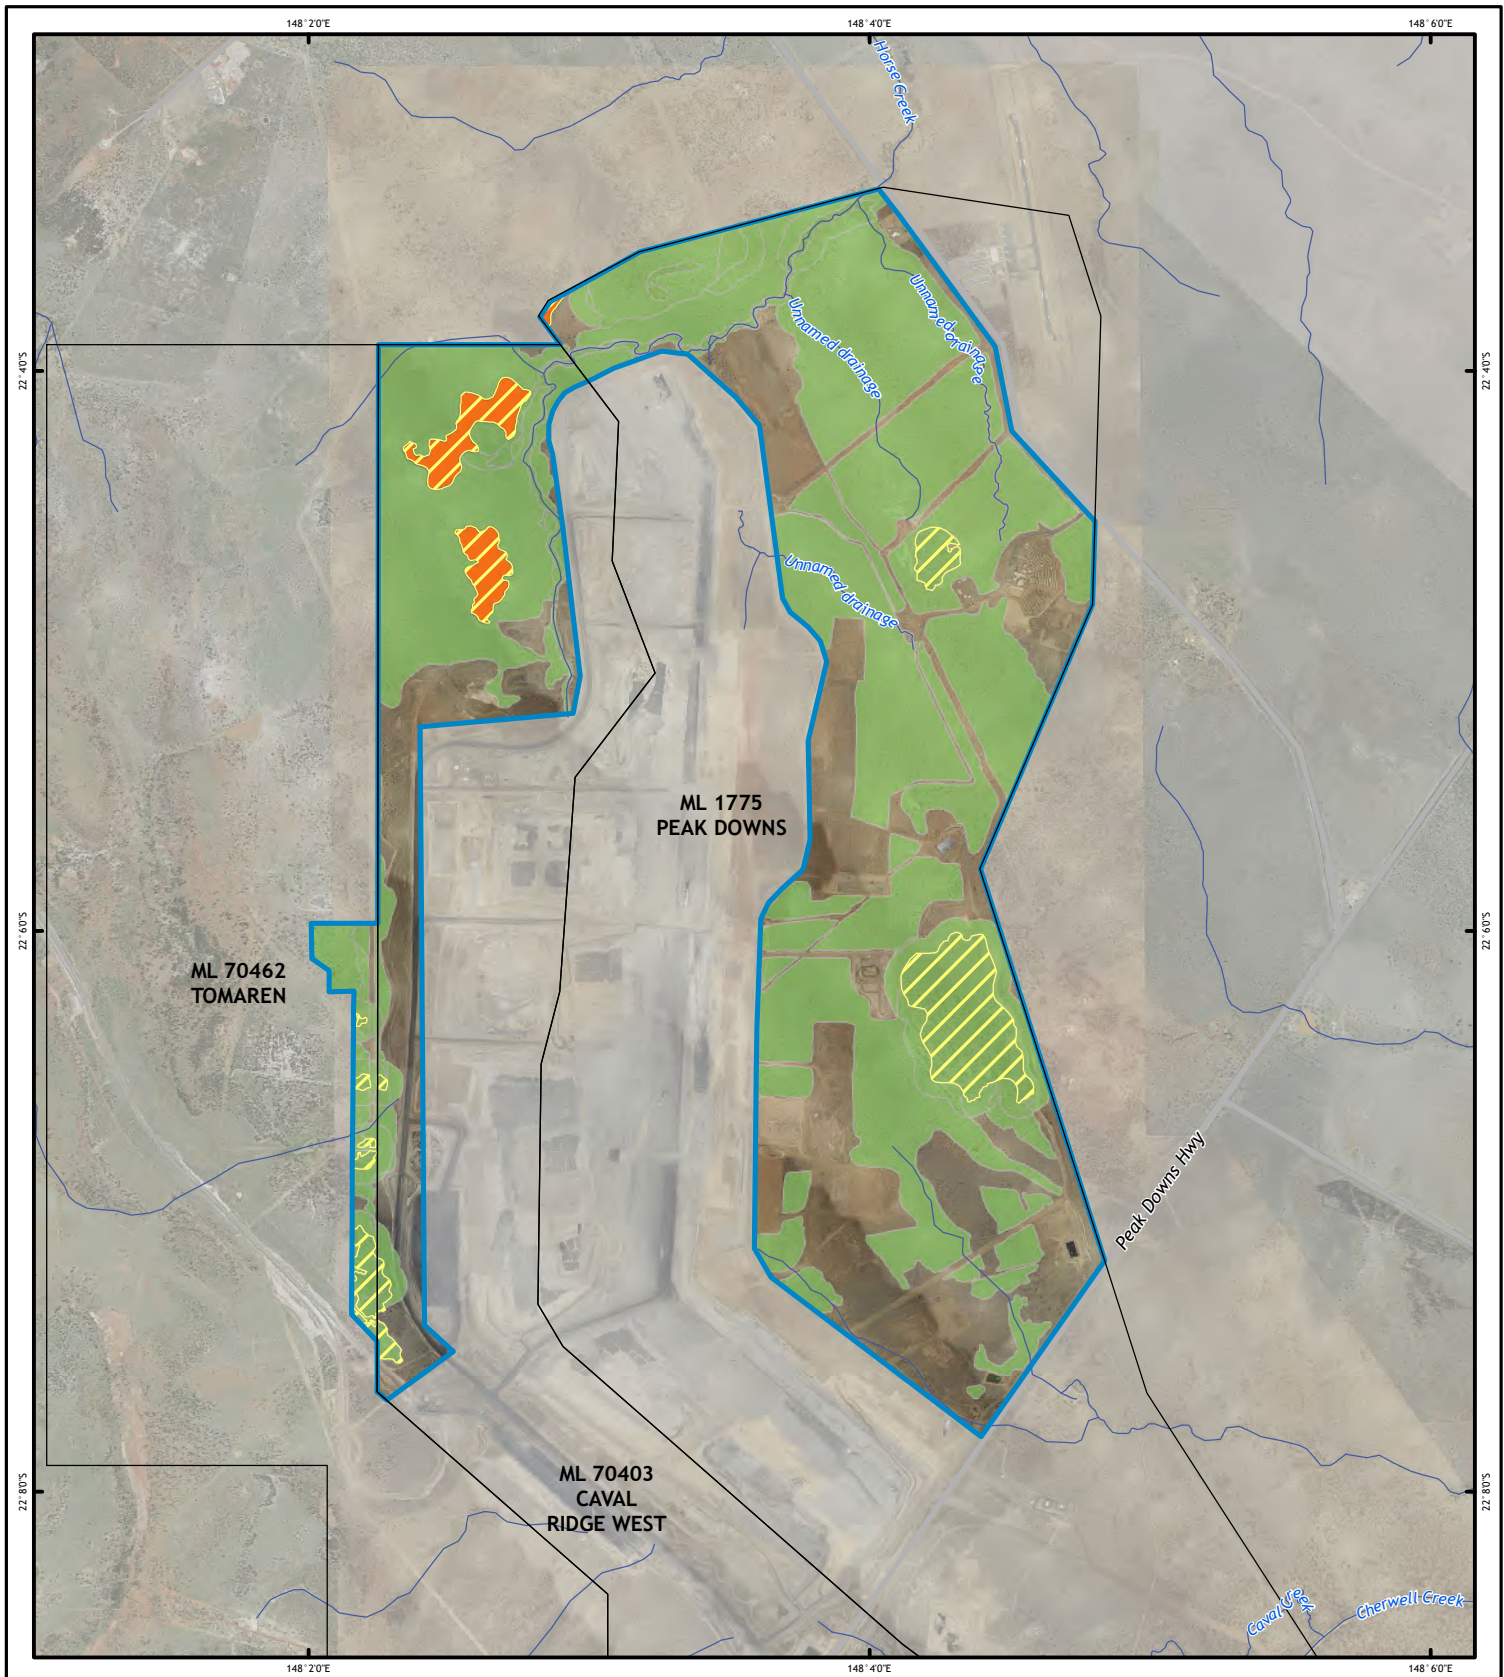 148°2'0"E
148°4'0"E
148°6'0"E
Horse Creek
Unnamed drainage
Unnamed drainage
22°4'0"S
22°4'0"S
Unnamed drainage
ML 1775
PEAK DOWNS
22°6'0"S
22°6'0"S
ML 70462
TOMAREN
Peak Downs Hwy
ML 70403
CAVAL
RIDGE WEST
22°8'0"S
22°8'0"S
Caval Creek
Cherwell Creek
148°2'0"E
148°4'0"E
148°6'0"E